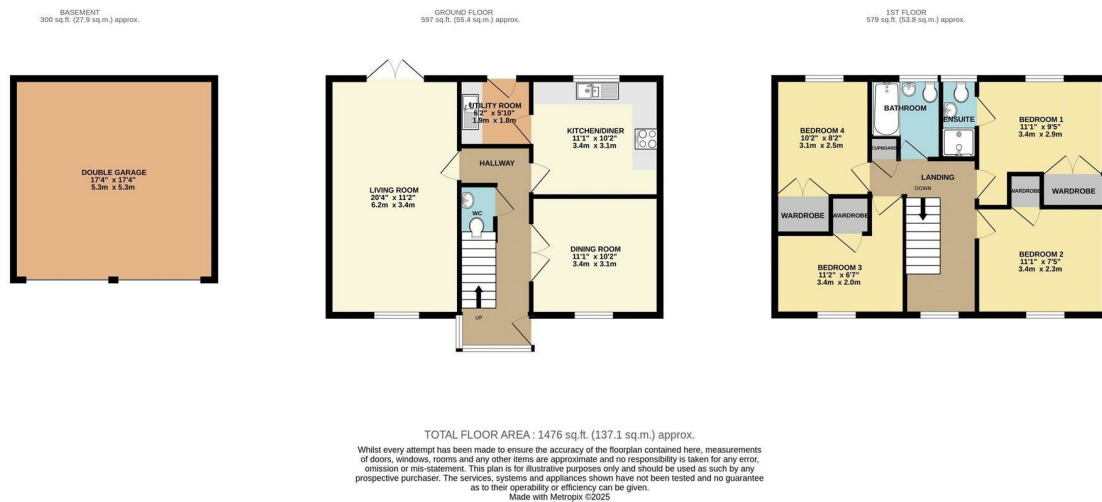 BASEMENT
300 sq.ft. (27.9 sq.m.) approx.
DOUBLE GARAGE
17'4" x 17'4"
5.3m x 5.3m
GROUND FLOOR
597 sq.ft. (55.4 sq.m.) approx.
UTILITY ROOM
6'2" x 5'10"
1.9m x 1.8m
KITCHEN/DINER
11'1" x 10'2"
3.4m x 3.1m
HALLWAY
LIVING ROOM
20'4" x 11'2"
6.2m x 3.4m
WC
DINING ROOM
11'1" x 10'2"
3.4m x 3.1m
UP
1ST FLOOR
579 sq.ft. (53.8 sq.m.) approx.
BATHROOM
ENSUITE
BEDROOM 1
11'1" x 9'5"
3.4m x 2.9m
BEDROOM 4
10'2" x 8'2"
3.1m x 2.5m
CUPBOARD
LANDING
DOWN
WARDROBE
WARDROBE
WARDROBE
WARDROBE
BEDROOM 3
11'2" x 6'7"
3.4m x 2.0m
BEDROOM 2
11'1" x 7'5"
3.4m x 2.3m
TOTAL FLOOR AREA : 1476 sq.ft. (137.1 sq.m.) approx.
Whilst every attempt has been made to ensure the accuracy of the floorplan contained here, measurements
of doors, windows, rooms and any other items are approximate and no responsibility is taken for any error,
omission or mis-statement. This plan is for illustrative purposes only and should be used as such by any
prospective purchaser. The services, systems and appliances shown have not been tested and no guarantee
as to their operability or efficiency can be given.
Made with Metropix ©2025